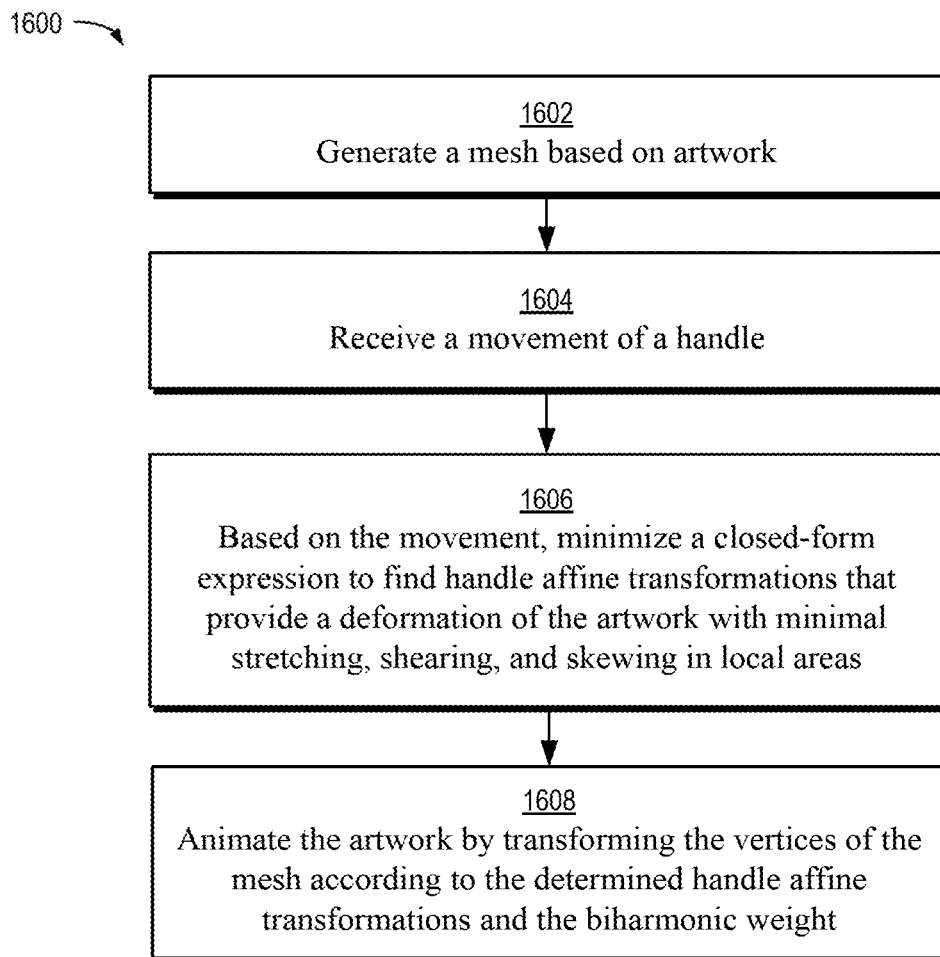 1600
1602
Generate a mesh based on artwork
1604
Receive a movement of a handle
1606
Based on the movement, minimize a closed-form
expression to find handle affine transformations that
provide a deformation of the artwork with minimal
stretching, shearing, and skewing in local areas
1608
Animate the artwork by transforming the vertices of the
mesh according to the determined handle affine
transformations and the biharmonic weight